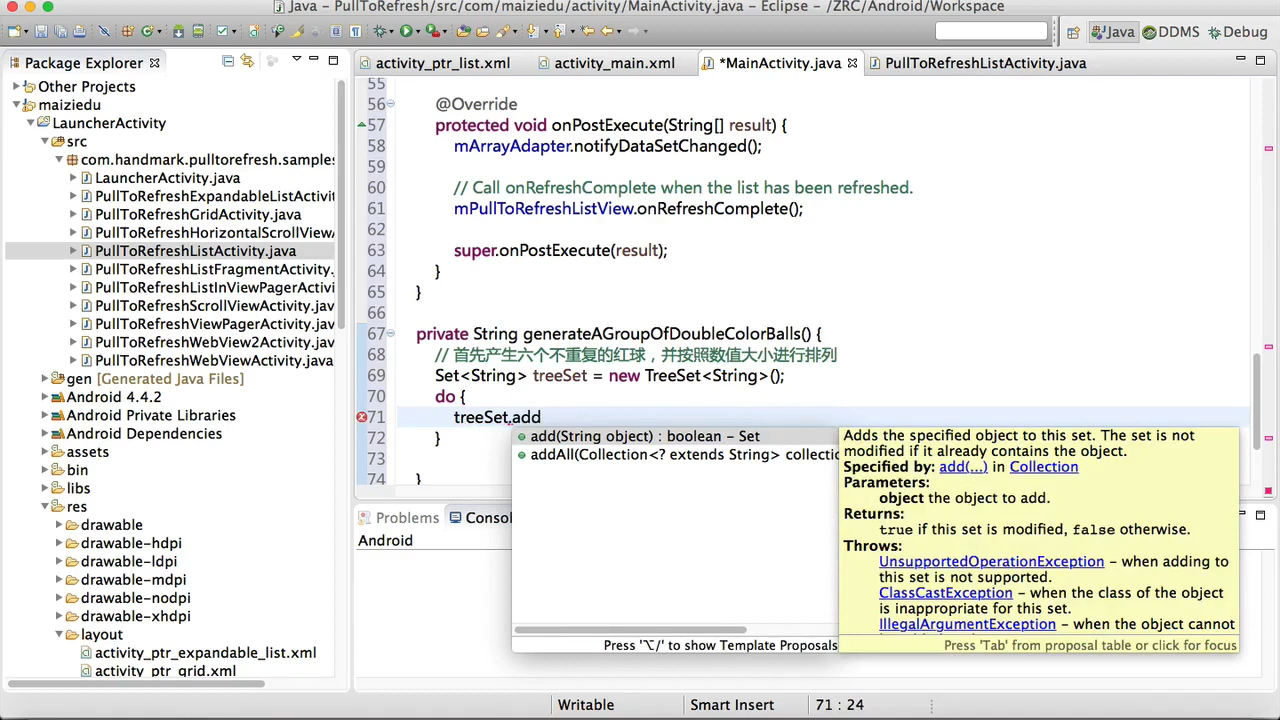 Java - PullToRefresh/src/com/maiziedu/activity/MainActivity.java - Eclipse - /ZRC/Android/Workspace
Java DDMS Debug
Package Explorer
activity_ptr_list.xml activity_main.xml *MainActivity.java PullToRefreshListActivity.java
Other Projects
maiziedu
LauncherActivity
src
com.handmark.pulltorefresh.samples
LauncherActivity.java
PullToRefreshExpandableListActivit
PullToRefreshGridActivity.java
PullToRefreshHorizontalScrollView
PullToRefreshListActivity.java
PullToRefreshListFragmentActivity.
PullToRefreshListInViewPagerActivi
PullToRefreshScrollViewActivity.jav
PullToRefreshViewPagerActivity.jav
PullToRefreshWebView2Activity.jav
PullToRefreshWebViewActivity.java
gen [Generated Java Files]
Android 4.4.2
Android Private Libraries
Android Dependencies
assets
bin
libs
res
drawable
drawable-hdpi
drawable-ldpi
drawable-mdpi
drawable-nodpi
drawable-xhdpi
layout
activity_ptr_expandable_list.xml
activity_ptr_grid.xml
55
56 @Override
57 protected void onPostExecute(String[] result) {
58 mArrayAdapter.notifyDataSetChanged();
59
60 // Call onRefreshComplete when the list has been refreshed.
61 mPullToRefreshListView.onRefreshComplete();
62
63 super.onPostExecute(result);
64 }
65 }
66
67 private String generateAGroupOfDoubleColorBalls() {
68 // 首先产生六个不重复的红球，并按照数值大小进行排列
69 Set<String> treeSet = new TreeSet<String>();
70 do {
71 treeSet.add
72 }
73
74 }
add(String object) : boolean - Set
addAll(Collection<? extends String> collectio
Press '⌥/' to show Template Proposals
Adds the specified object to this set. The set is not
modified if it already contains the object.
Specified by: add(...) in Collection
Parameters:
object the object to add.
Returns:
true if this set is modified, false otherwise.
Throws:
UnsupportedOperationException - when adding to
this set is not supported.
ClassCastException - when the class of the object
is inappropriate for this set.
IllegalArgumentException - when the object cannot
Press 'Tab' from proposal table or click for focus
Problems Consol
Android
Writable Smart Insert 71 : 24